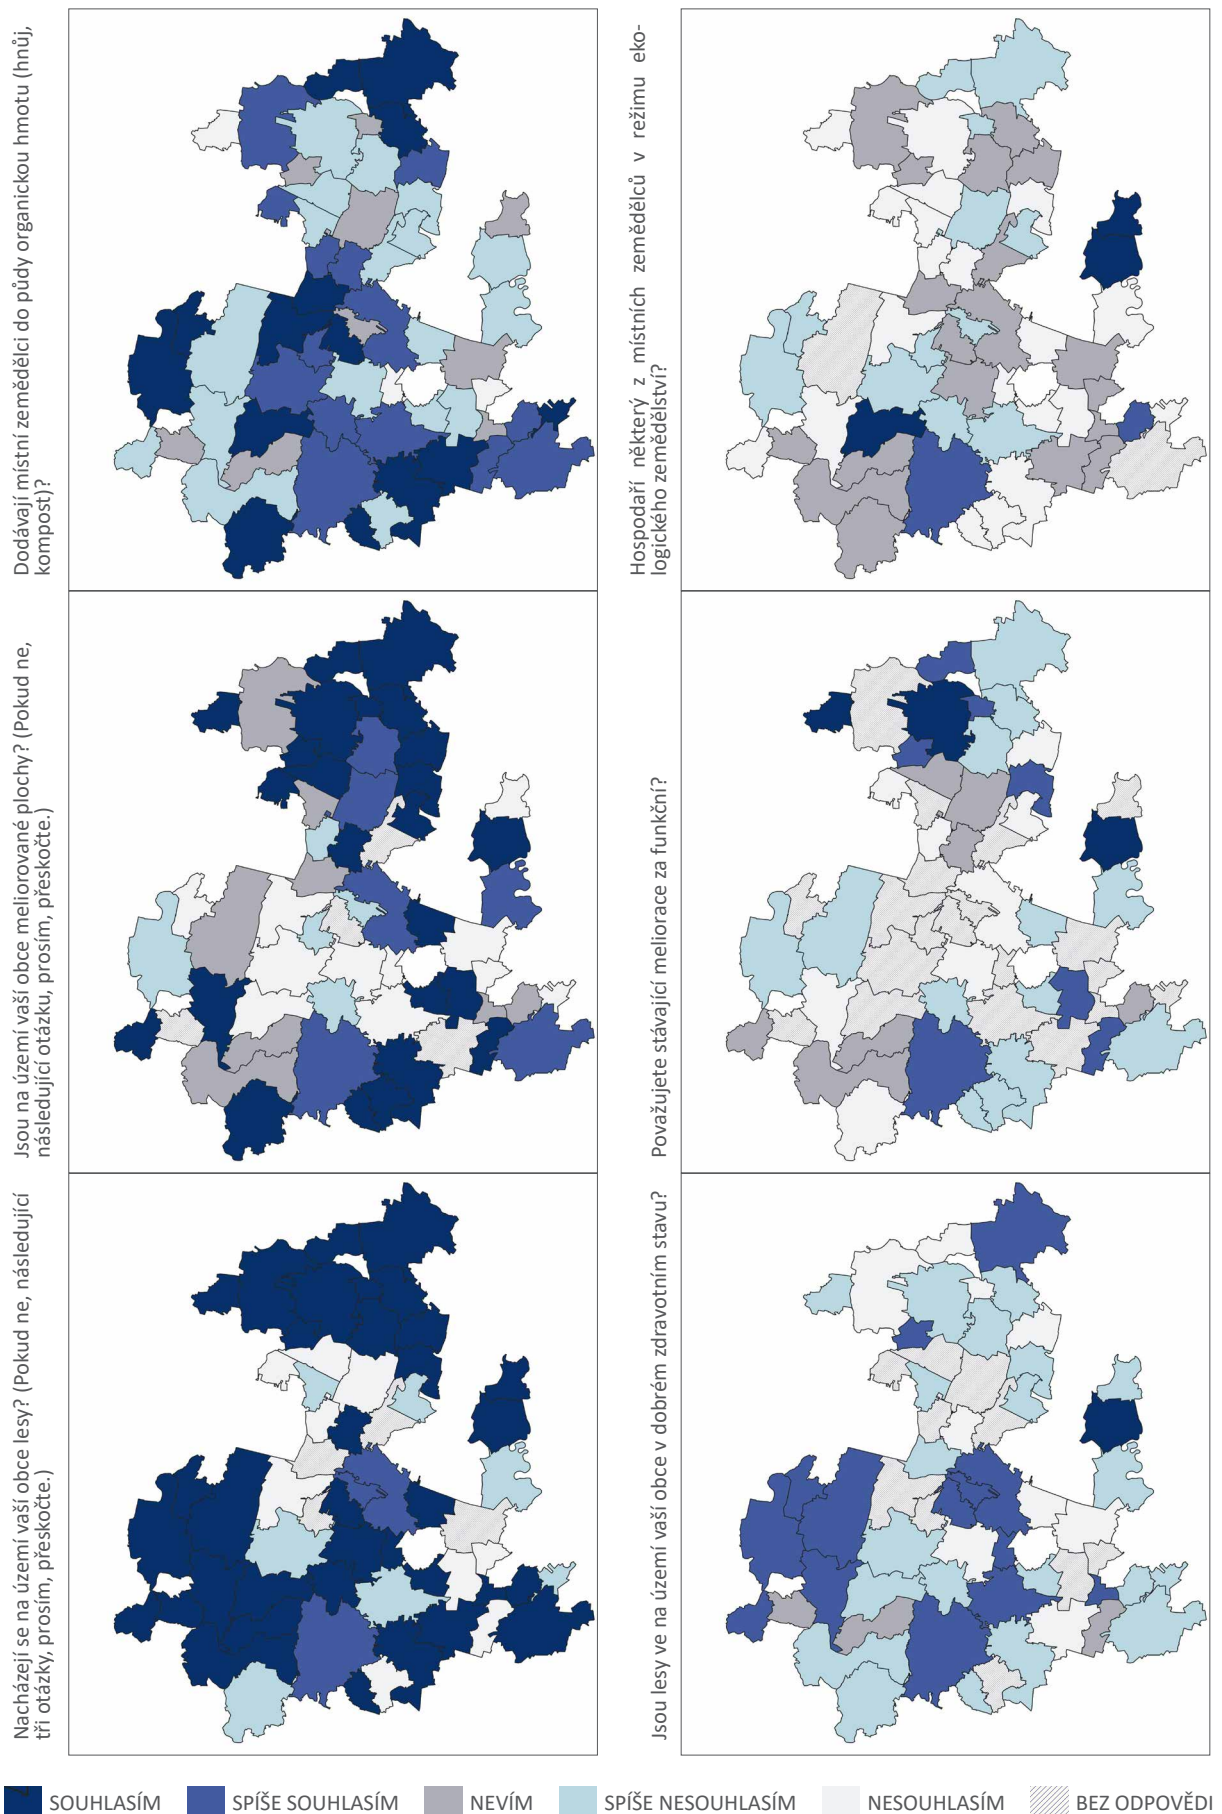 Dodávají místní zemědělci do půdy organickou hmotu (hnůj,
kompost)?
Hospodaří některý z místních zemědělců v režimu eko-
logického zemědělství?
Jsou na území vaší obce meliorované plochy? (Pokud ne,
následující otázku, prosím, přeskočte.)
Považujete stávající meliorace za funkční?
Nacházejí se na území vaší obce lesy? (Pokud ne, následující
tři otázky, prosím, přeskočte.)
Jsou lesy ve na území vaší obce v dobrém zdravotním stavu?
SOUHLASÍM
SPÍŠE SOUHLASÍM
NEVÍM
SPÍŠE NESOUHLASÍM
NESOUHLASÍM
BEZ ODPOVĚDI